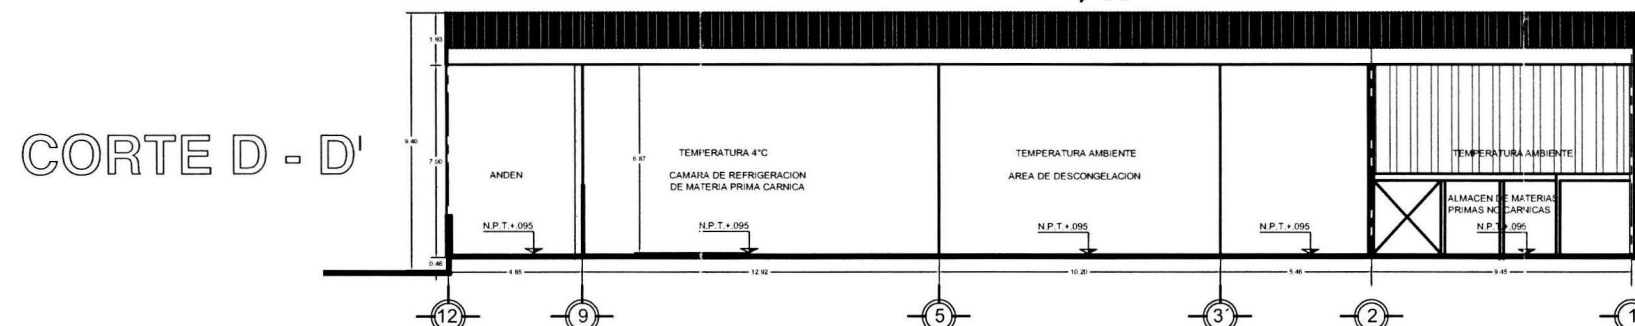 CORTE D - D'
1.93
9.40
7.00
0.46
6.67
ANDEN
TEMPERATURA 4°C
CAMARA DE REFRIGERACION
DE MATERIA PRIMA CARNICA
TEMPERATURA AMBIENTE
AREA DE DESCONGELACION
TEMPERATURA AMBIENTE
ALMACEN DE MATERIAS
PRIMAS NO CARNICAS
N.P.T.+.095
N.P.T.+.095
N.P.T.+.095
N.P.T.+.095
N.P.T.+.095
4.85
12.92
10.20
5.46
9.45
12
9
5
3'
2
1